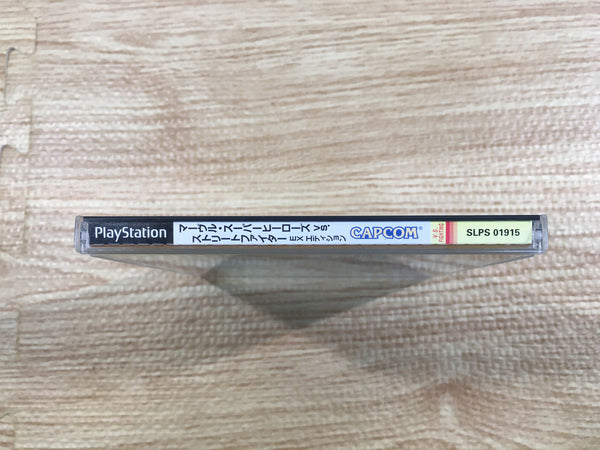 PlayStation
マーヴル・スーパーヒーローズ VS.
ストリートファイター EX エディション
CAPCOM
V.S.
FIGHTING
SLPS 01915